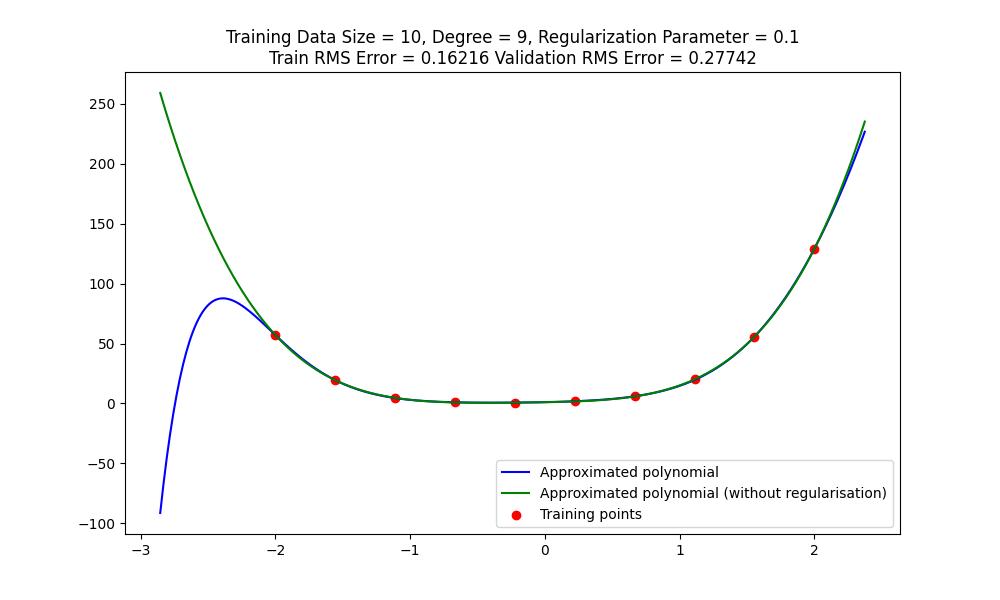 Training Data Size = 10, Degree = 9, Regularization Parameter = 0.1
Train RMS Error = 0.16216 Validation RMS Error = 0.27742
250
200
150
100
50
0
−50
−100
−3
−2
−1
0
1
2
Approximated polynomial
Approximated polynomial (without regularisation)
Training points